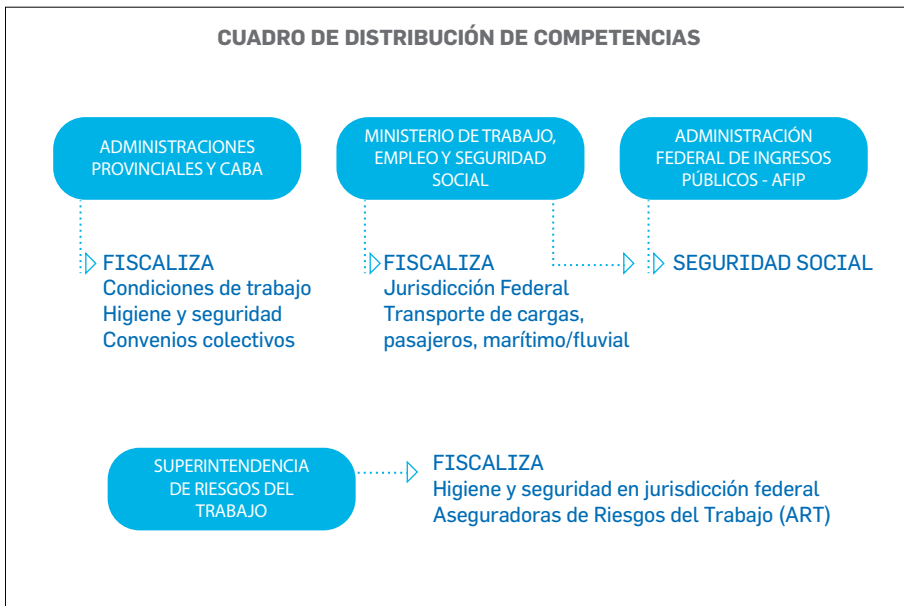 CUADRO DE DISTRIBUCIÓN DE COMPETENCIAS
ADMINISTRACIONES
PROVINCIALES Y CABA
MINISTERIO DE TRABAJO,
EMPLEO Y SEGURIDAD
SOCIAL
ADMINISTRACIÓN
FEDERAL DE INGRESOS
PÚBLICOS - AFIP
FISCALIZA
Condiciones de trabajo
Higiene y seguridad
Convenios colectivos
FISCALIZA
Jurisdicción Federal
Transporte de cargas,
pasajeros, marítimo/fluvial
SEGURIDAD SOCIAL
SUPERINTENDENCIA
DE RIESGOS DEL
TRABAJO
FISCALIZA
Higiene y seguridad en jurisdicción federal
Aseguradoras de Riesgos del Trabajo (ART)